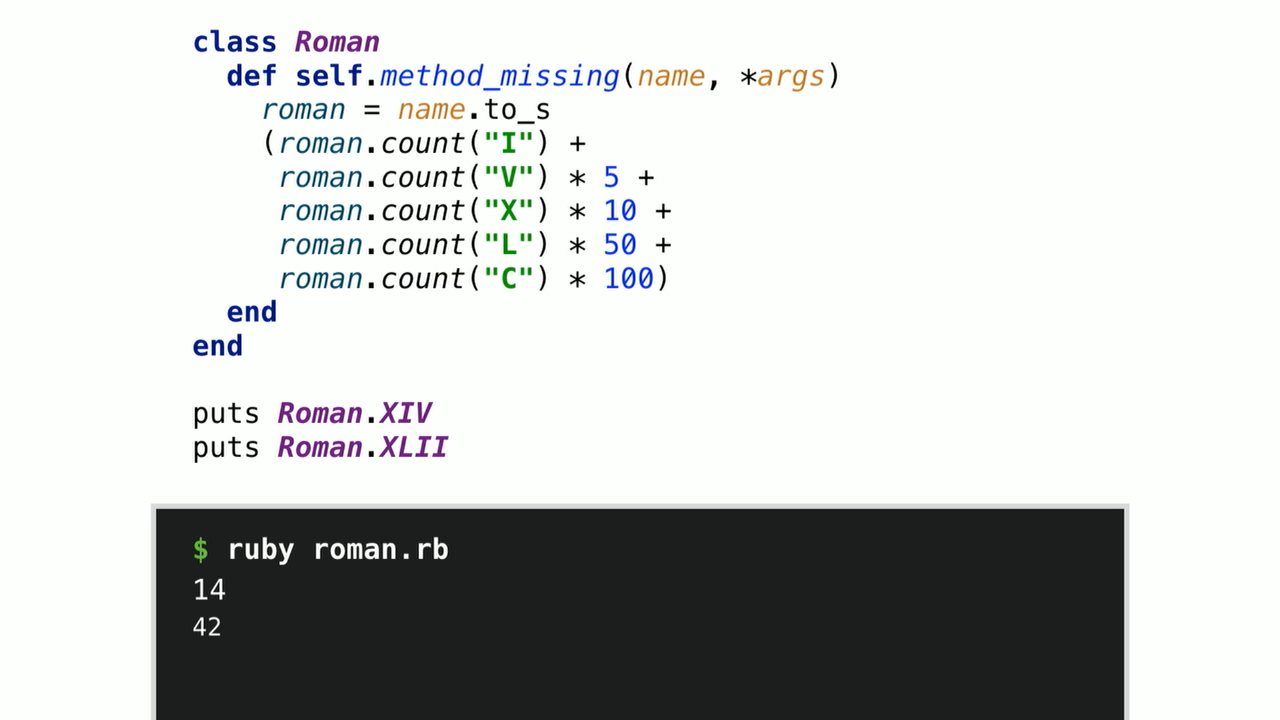 class Roman
  def self.method_missing(name, *args)
    roman = name.to_s
    (roman.count("I") +
     roman.count("V") * 5 +
     roman.count("X") * 10 +
     roman.count("L") * 50 +
     roman.count("C") * 100)
  end
end

puts Roman.XIV
puts Roman.XLII

$ ruby roman.rb
14
42